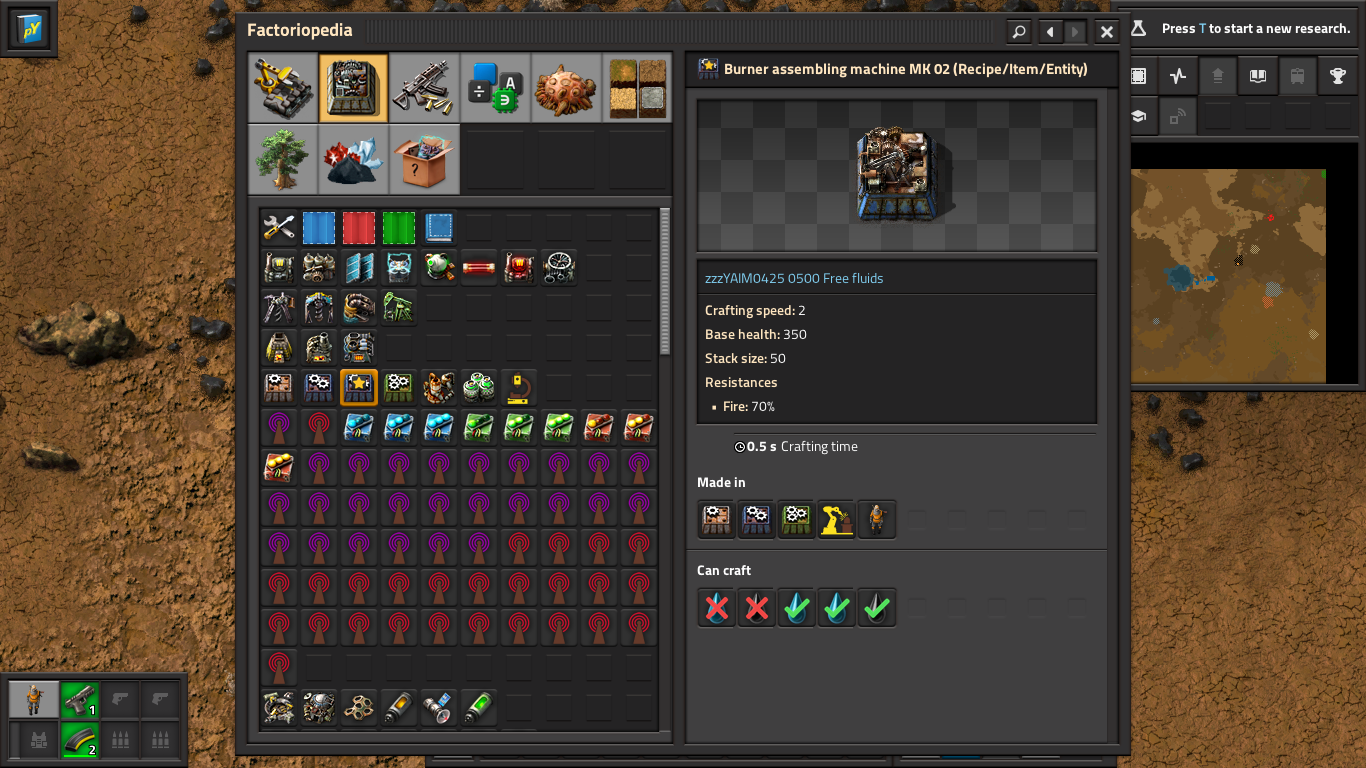 pY
Factoriopedia
Press T to start a new research.
Burner assembling machine MK 02 (Recipe/Item/Entity)
A
?
zzzYAIM0425 0500 Free fluids
Crafting speed: 2
Base health: 350
Stack size: 50
Resistances
• Fire: 70%
0.5 s Crafting time
Made in
Can craft
1
2